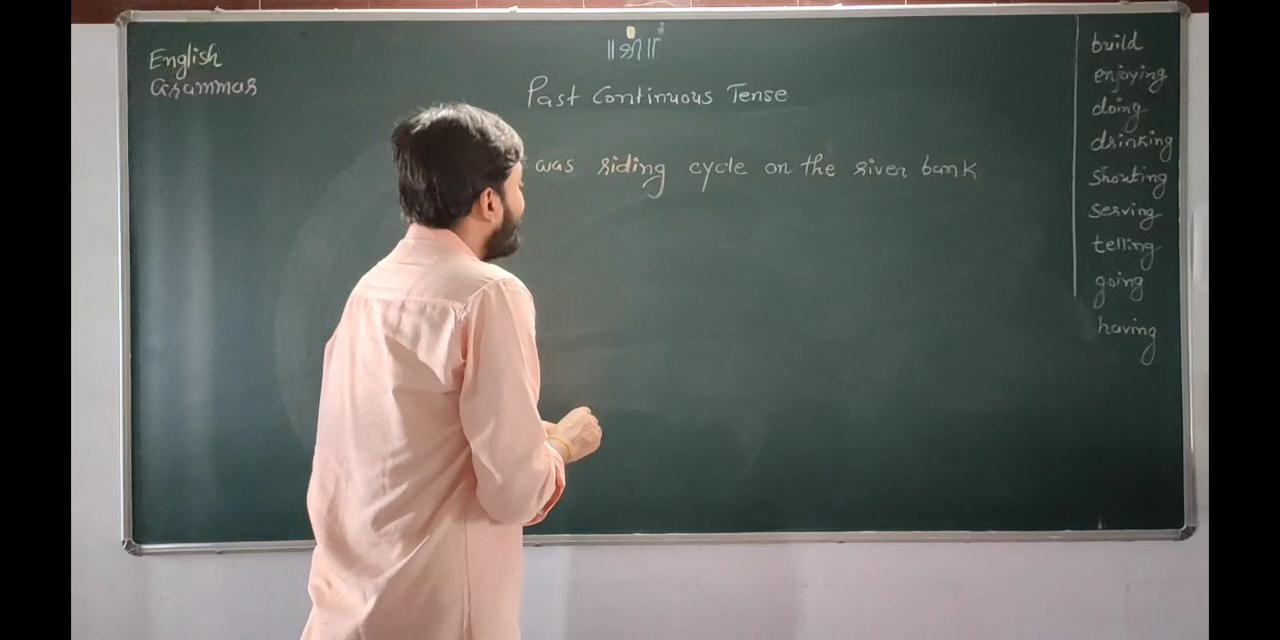 English
Grammar
॥श्री॥
Past Continuous Tense
was riding cycle on the river bank
build
enjoying
doing
drinking
shouting
serving
telling
going
having